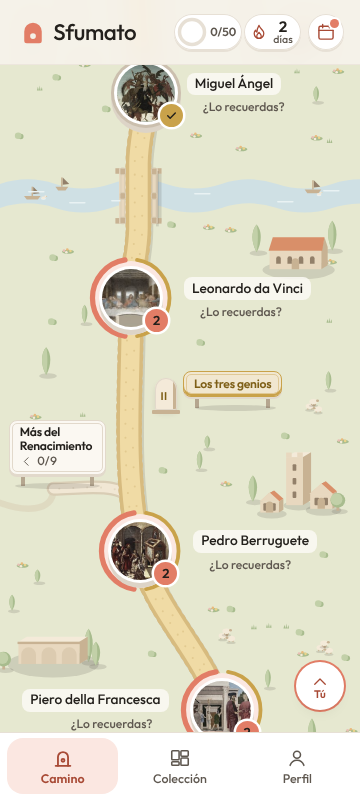 Sfumato
0/50
2
días
Miguel Ángel
¿Lo recuerdas?
Leonardo da Vinci
¿Lo recuerdas?
2
Los tres genios
II
Más del
Renacimiento
0/9
Pedro Berruguete
¿Lo recuerdas?
2
Tú
Piero della Francesca
¿Lo recuerdas?
Camino
Colección
Perfil